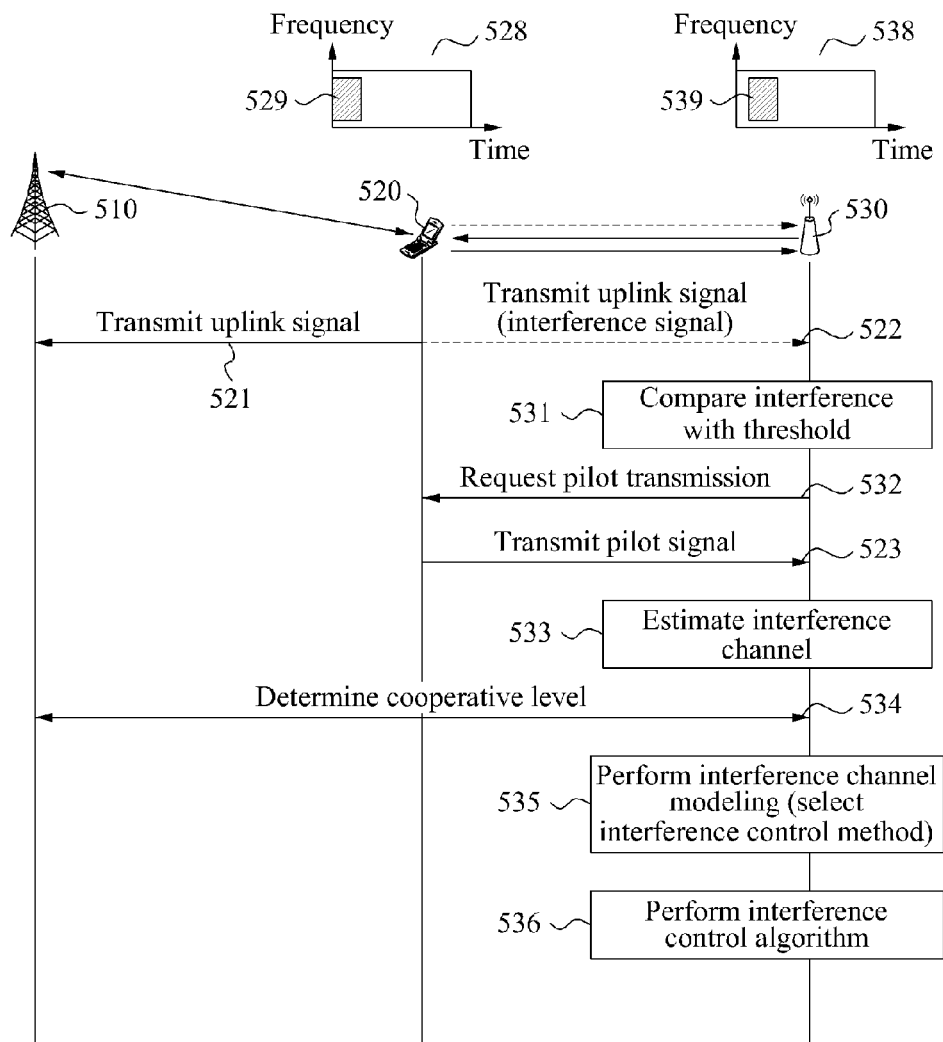 Frequency
528
Frequency
538
529
539
Time
Time
510
520
530
Transmit uplink signal
Transmit uplink signal
(interference signal)
521
522
531
Compare interference
with threshold
Request pilot transmission
532
Transmit pilot signal
523
533
Estimate interference
channel
Determine cooperative level
534
535
Perform interference channel
modeling (select
interference control method)
536
Perform interference
control algorithm